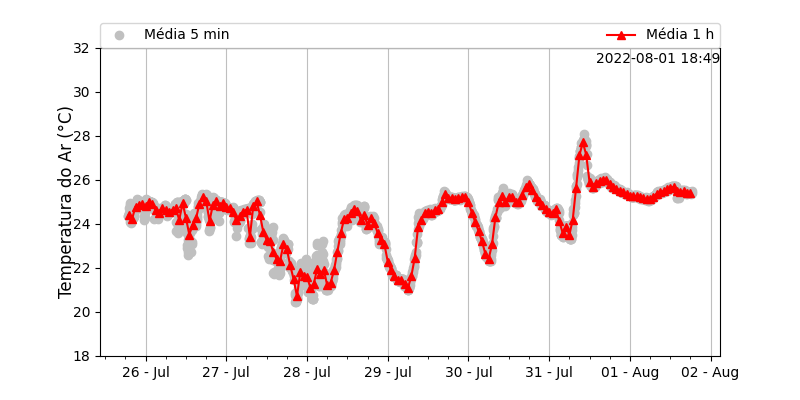 Média 5 min
Média 1 h
2022-08-01 18:49
Temperatura do Ar (°C)
32
30
28
26
24
22
20
18
26 - Jul
27 - Jul
28 - Jul
29 - Jul
30 - Jul
31 - Jul
01 - Aug
02 - Aug